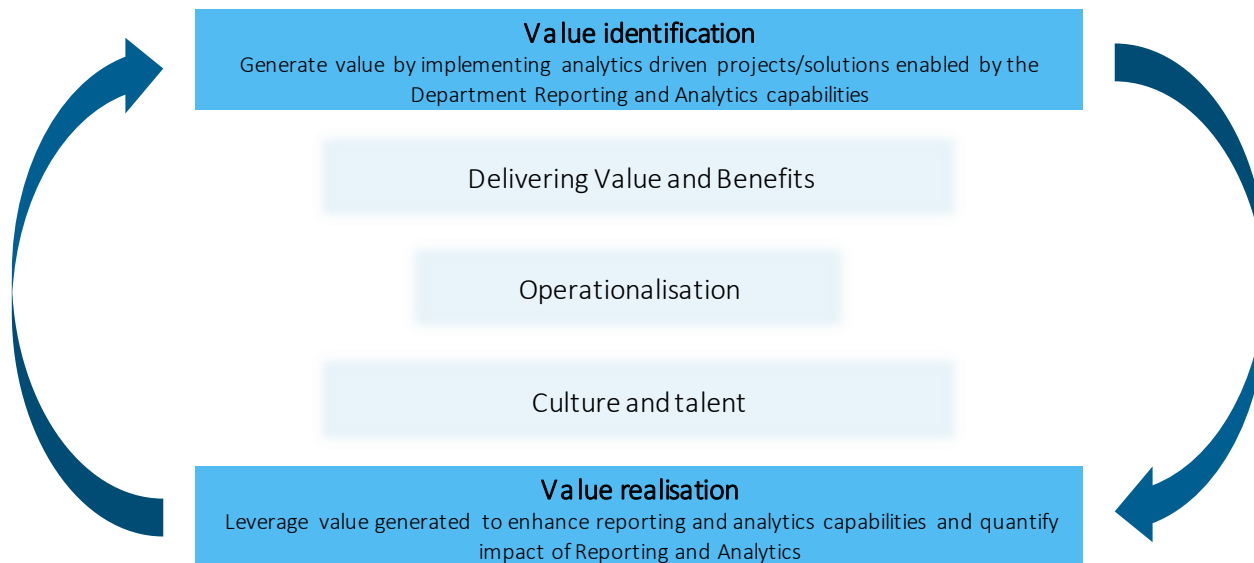 Value identification
Generate value by implementing analytics driven projects/solutions enabled by the
Department Reporting and Analytics capabilities
Delivering Value and Benefits
Operationalisation
Culture and talent
Value realisation
Leverage value generated to enhance reporting and analytics capabilities and quantify
impact of Reporting and Analytics